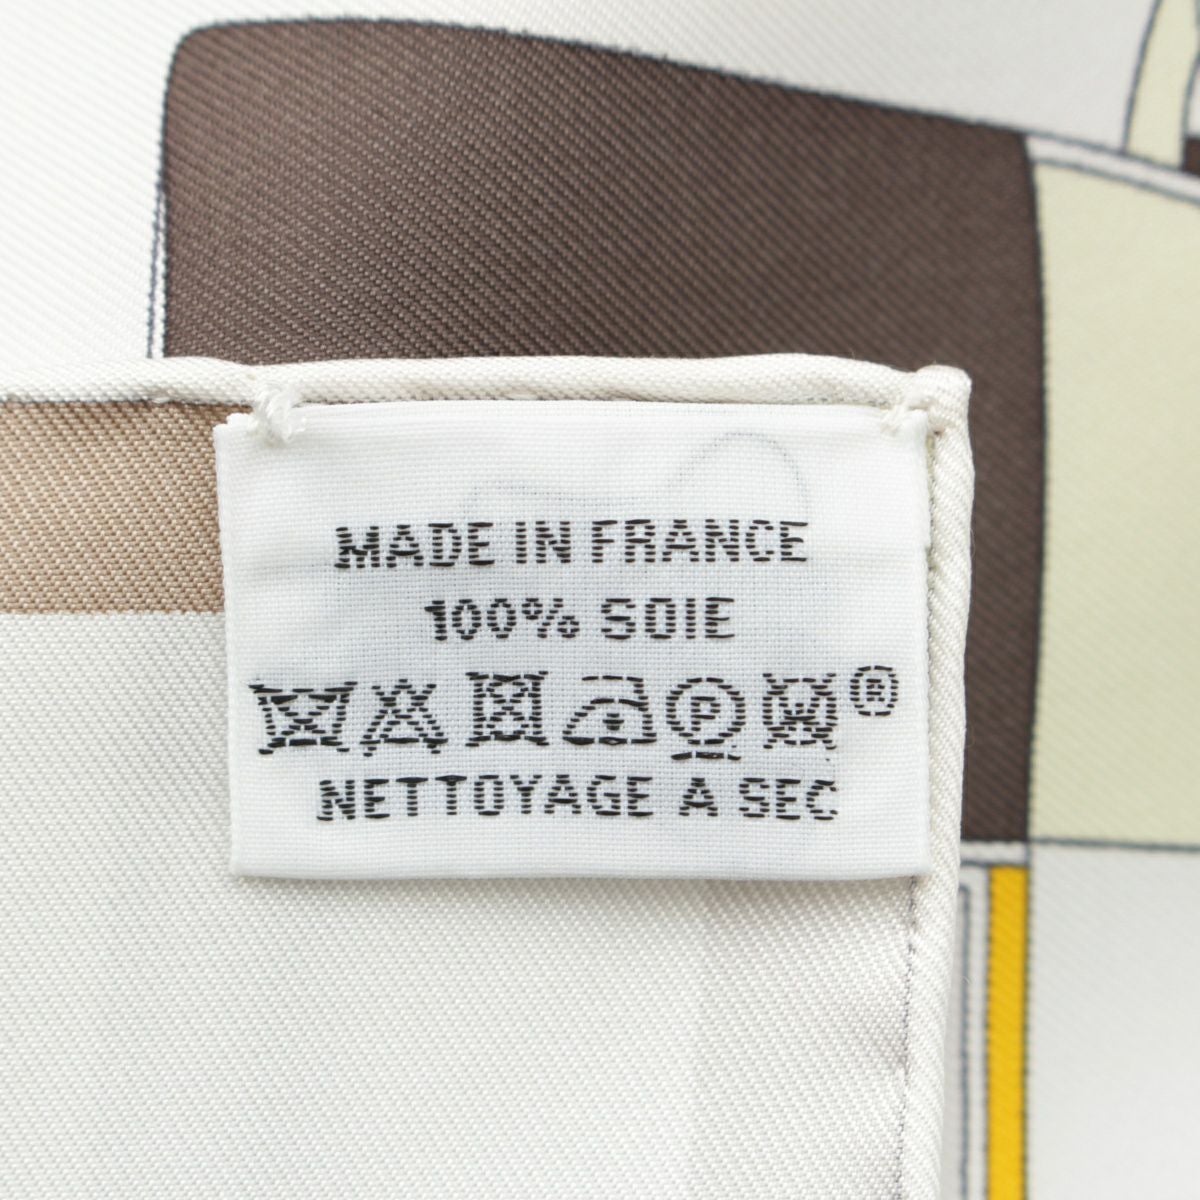 MADE IN FRANCE
100% SOIE
P W ®
NETTOYAGE A SEC